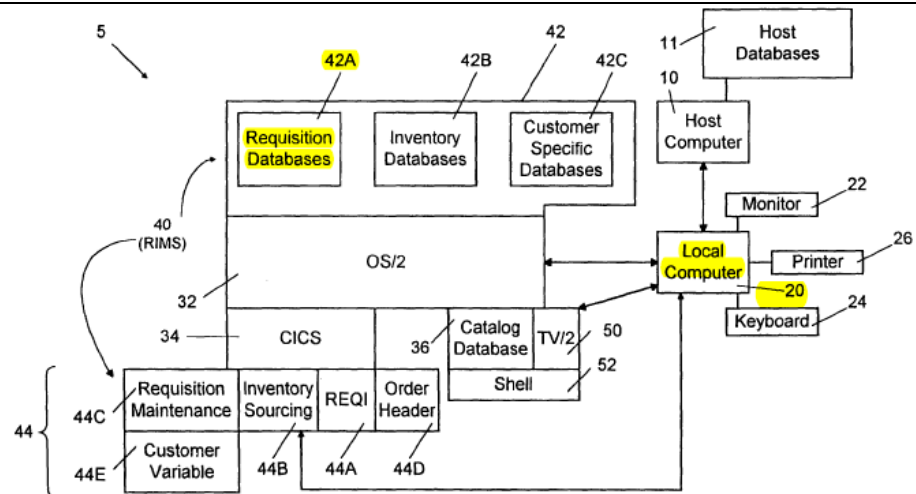 5
42A
42B
42
42C
11
Host
Databases
10
Host
Computer
Requisition
Databases
Inventory
Databases
Customer
Specific
Databases
22
Monitor
40
(RIMS)
26
OS/2
Local
Computer
Printer
32
20
24
Keyboard
34
CICS
36
Catalog
Database
TV/2
50
52
Shell
44
44C
Requisition
Maintenance
Inventory
Sourcing
REQI
Order
Header
44E
Customer
Variable
44B
44A
44D